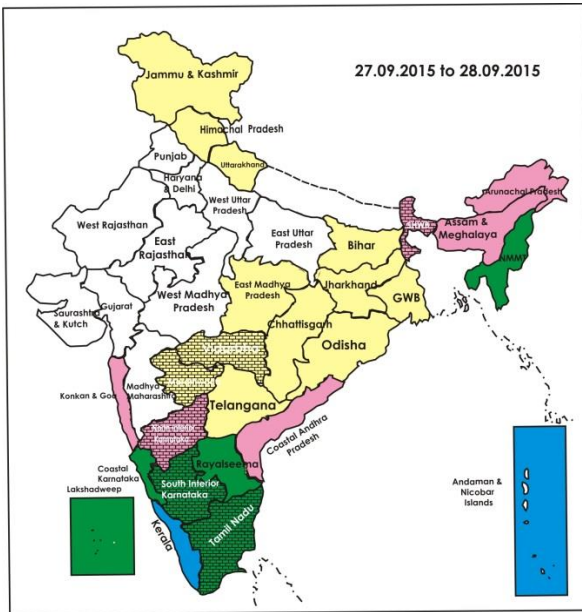 27.09.2015 to 28.09.2015
Jammu & Kashmir
Himachal Pradesh
Punjab
Uttarakhand
Haryana
& Delhi
West Uttar
Pradesh
West Rajasthan
East
Rajasthan
East Uttar
Pradesh
Bihar
SHWB
Arunachal Pradesh
Assam &
Meghalaya
NMMT
Saurashtra
& Kutch
Gujarat
West Madhya
Pradesh
East Madhya
Pradesh
Jharkhand
GWB
Chhattisgarh
Odisha
Vidarbha
Marathwada
Konkan & Goa
Madhya
Maharashtra
Telangana
North Interior
Karnataka
Coastal Andhra
Pradesh
Rayalseema
Coastal
Karnataka
Lakshadweep
South Interior
Karnataka
Tamil Nadu
Kerala
Andaman &
Nicobar
Islands